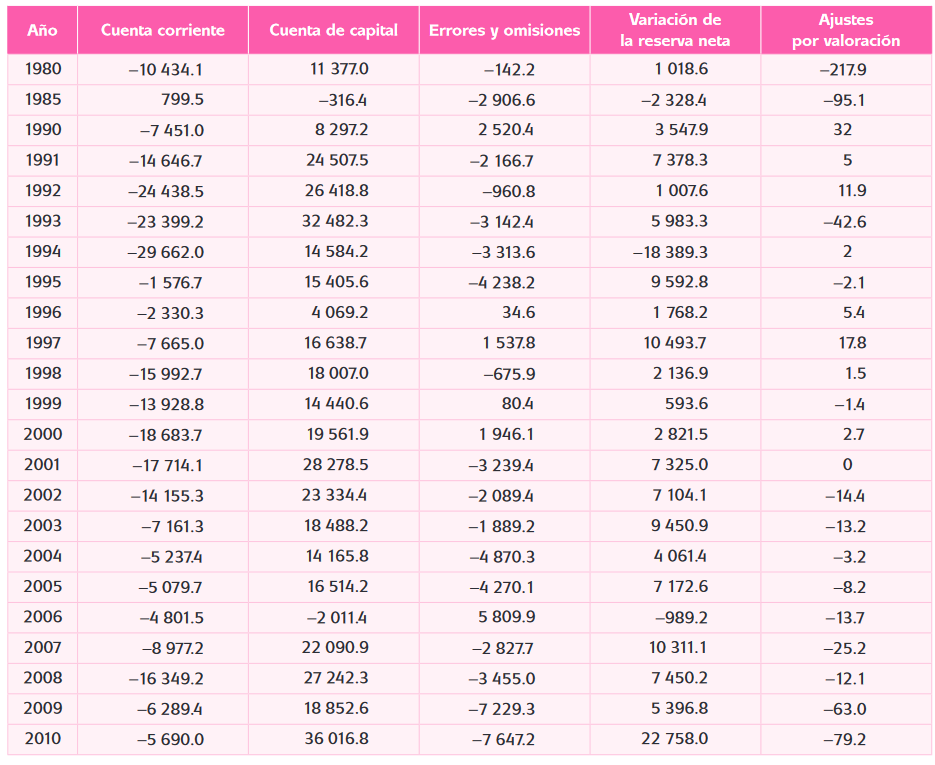 Año Cuenta corriente Cuenta de capital Errores y omisiones Variación de la reserva neta Ajustes por valoración
1980 –10 434.1 11 377.0 –142.2 1 018.6 –217.9
1985 799.5 –316.4 –2 906.6 –2 328.4 –95.1
1990 –7 451.0 8 297.2 2 520.4 3 547.9 32
1991 –14 646.7 24 507.5 –2 166.7 7 378.3 5
1992 –24 438.5 26 418.8 –960.8 1 007.6 11.9
1993 –23 399.2 32 482.3 –3 142.4 5 983.3 –42.6
1994 –29 662.0 14 584.2 –3 313.6 –18 389.3 2
1995 –1 576.7 15 405.6 –4 238.2 9 592.8 –2.1
1996 –2 330.3 4 069.2 34.6 1 768.2 5.4
1997 –7 665.0 16 638.7 1 537.8 10 493.7 17.8
1998 –15 992.7 18 007.0 –675.9 2 136.9 1.5
1999 –13 928.8 14 440.6 80.4 593.6 –1.4
2000 –18 683.7 19 561.9 1 946.1 2 821.5 2.7
2001 –17 714.1 28 278.5 –3 239.4 7 325.0 0
2002 –14 155.3 23 334.4 –2 089.4 7 104.1 –14.4
2003 –7 161.3 18 488.2 –1 889.2 9 450.9 –13.2
2004 –5 237.4 14 165.8 –4 870.3 4 061.4 –3.2
2005 –5 079.7 16 514.2 –4 270.1 7 172.6 –8.2
2006 –4 801.5 –2 011.4 5 809.9 –989.2 –13.7
2007 –8 977.2 22 090.9 –2 827.7 10 311.1 –25.2
2008 –16 349.2 27 242.3 –3 455.0 7 450.2 –12.1
2009 –6 289.4 18 852.6 –7 229.3 5 396.8 –63.0
2010 –5 690.0 36 016.8 –7 647.2 22 758.0 –79.2